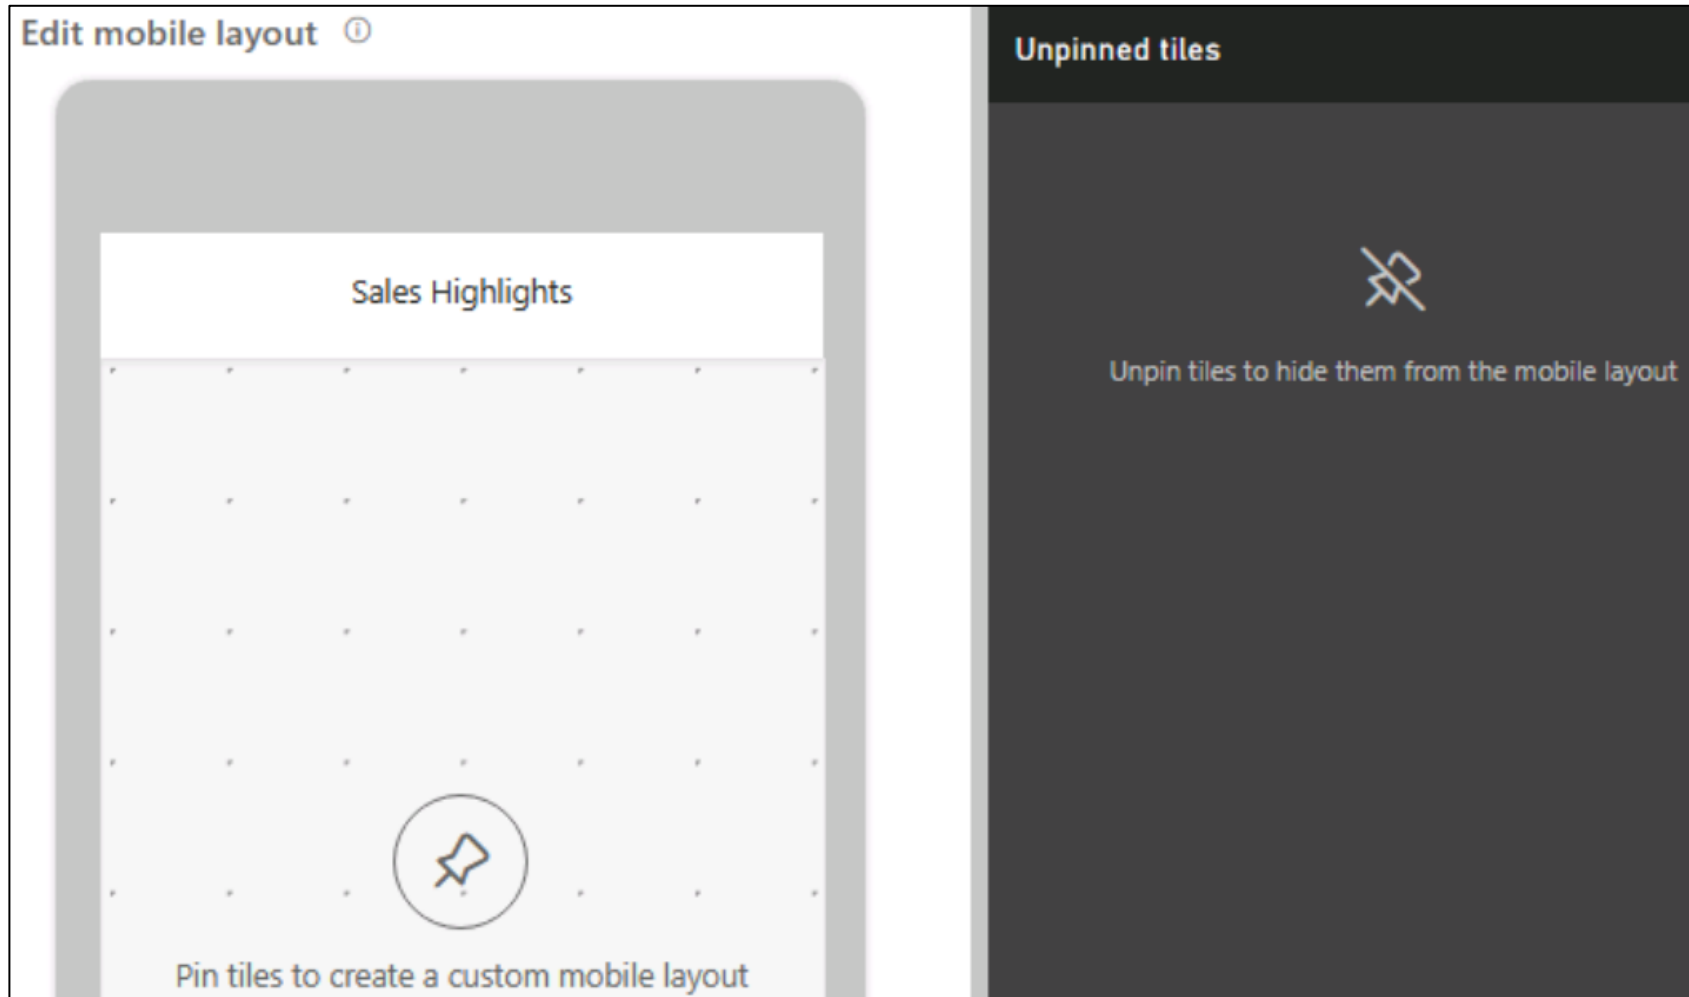 Edit mobile layout
Unpinned tiles
Sales Highlights
Unpin tiles to hide them from the mobile layout
Pin tiles to create a custom mobile layout